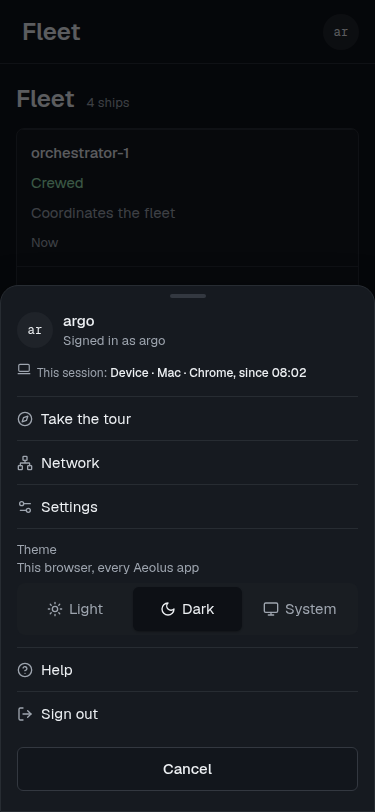 Fleet
ar
Fleet 4 ships
orchestrator-1
Crewed
Coordinates the fleet
Now
ar
argo
Signed in as argo
This session: Device · Mac · Chrome, since 08:02
Take the tour
Network
Settings
Theme
This browser, every Aeolus app
Light Dark System
Help
Sign out
Cancel